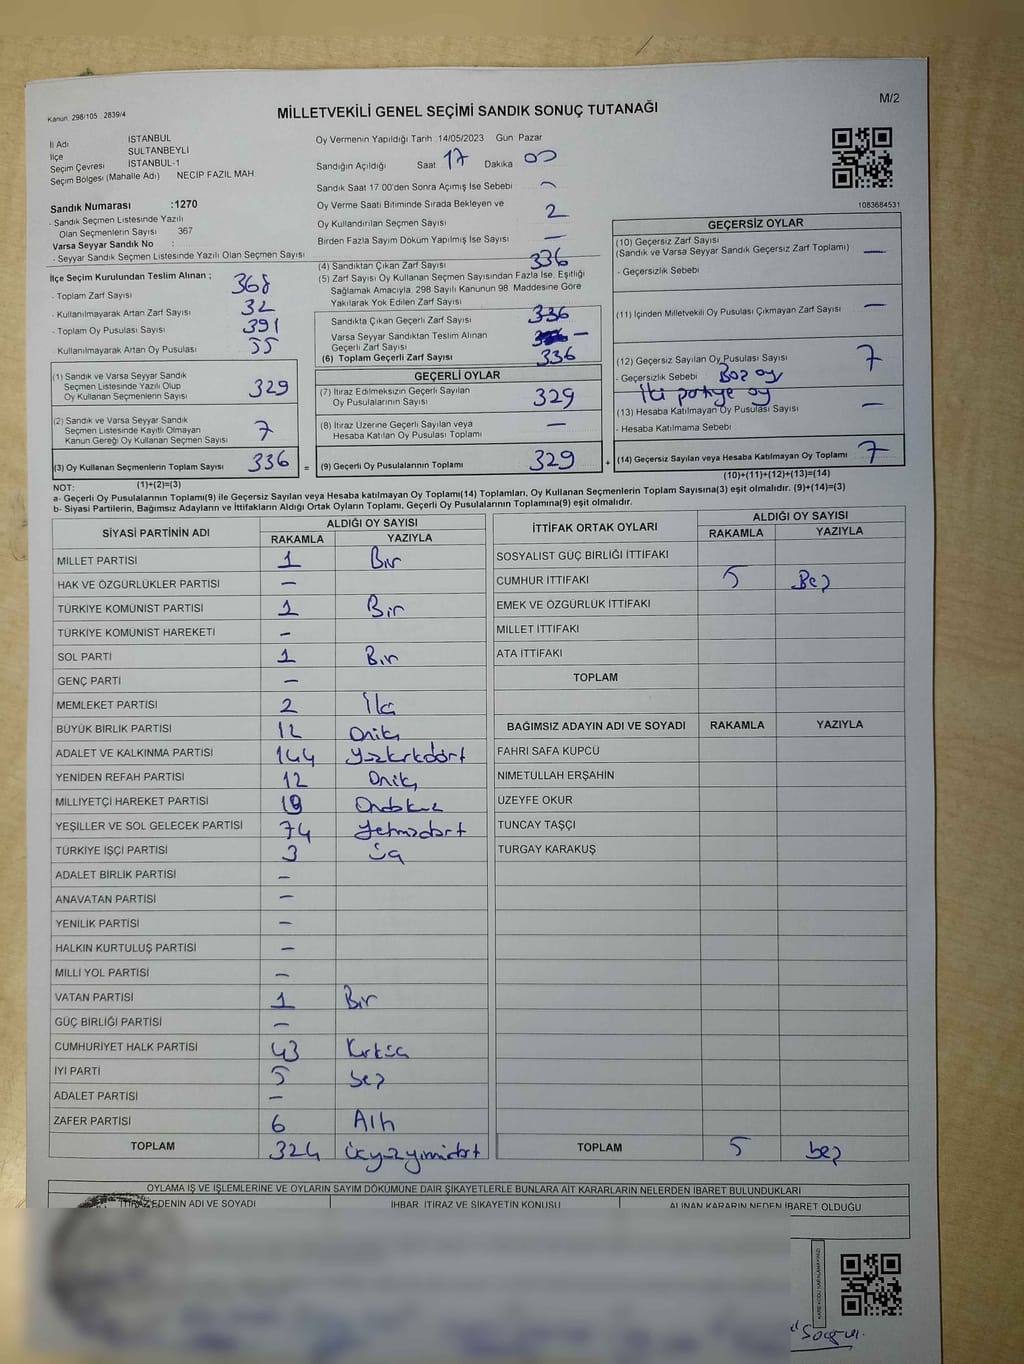 Kanun. 298/105 . 2839/4
MİLLETVEKİLİ GENEL SEÇİMİ SANDIK SONUÇ TUTANAĞI
M/2
İl Adı İSTANBUL
İlçe SULTANBEYLİ
Seçim Çevresi İSTANBUL-1
Seçim Bölgesi (Mahalle Adı) NECİP FAZIL MAH.
Sandık Numarası :1270
- Sandık Seçmen Listesinde Yazılı
Olan Seçmenlerin Sayısı 367
Varsa Seyyar Sandık No :
- Seyyar Sandık Seçmen Listesinde Yazılı Olan Seçmen Sayısı
Oy Vermenin Yapıldığı Tarih :14/05/2023 Gün: Pazar
Sandığın Açıldığı Saat 17 Dakika 00
Sandık Saat 17:00'den Sonra Açımış İse Sebebi
Oy Verme Saati Bitiminde Sırada Bekleyen ve
Oy Kullandırılan Seçmen Sayısı 2
Birden Fazla Sayım Döküm Yapılmış İse Sayısı —
1083684531
İlçe Seçim Kurulundan Teslim Alınan ;
- Toplam Zarf Sayısı 368
- Kullanılmayarak Artan Zarf Sayısı 32
- Toplam Oy Pusulası Sayısı 391
- Kullanılmayarak Artan Oy Pusulası 55
(4) Sandıktan Çıkan Zarf Sayısı 336
(5) Zarf Sayısı Oy Kullanan Seçmen Sayısından Fazla İse, Eşitliği
Sağlamak Amacıyla, 298 Sayılı Kanunun 98. Maddesine Göre
Yakılarak Yok Edilen Zarf Sayısı
Sandıkta Çıkan Geçerli Zarf Sayısı 336
Varsa Seyyar Sandıktan Teslim Alınan
Geçerli Zarf Sayısı —
(6) Toplam Geçerli Zarf Sayısı 336
GEÇERSİZ OYLAR
(10) Geçersiz Zarf Sayısı
(Sandık ve Varsa Seyyar Sandık Geçersiz Zarf Toplamı) —
- Geçersizlik Sebebi
(11) İçinden Milletvekili Oy Pusulası Çıkmayan Zarf Sayısı —
(12) Geçersiz Sayılan Oy Pusulası Sayısı 7
- Geçersizlik Sebebi Boş oy
İki partiye oy
(13) Hesaba Katılmayan Oy Pusulası Sayısı —
- Hesaba Katılmama Sebebi
(14) Geçersiz Sayılan veya Hesaba Katılmayan Oy Toplamı 7
(10)+(11)+(12)+(13)=(14)
(1) Sandık ve Varsa Seyyar Sandık
Seçmen Listesinde Yazılı Olup
Oy Kullanan Seçmenlerin Sayısı 329
(2) Sandık ve Varsa Seyyar Sandık
Seçmen Listesinde Kayıtlı Olmayan
Kanun Gereği Oy Kullanan Seçmen Sayısı 7
(3) Oy Kullanan Seçmenlerin Toplam Sayısı 336 =
(1)+(2)=(3)
GEÇERLİ OYLAR
(7) İtiraz Edilmeksizin Geçerli Sayılan
Oy Pusulalarının Sayısı 329
(8) İtiraz Üzerine Geçerli Sayılan veya
Hesaba Katılan Oy Pusulası Toplamı —
(9) Geçerli Oy Pusulalarının Toplamı 329 +
NOT:
a- Geçerli Oy Pusulalarının Toplamı(9) ile Geçersiz Sayılan veya Hesaba katılmayan Oy Toplamı(14) Toplamları, Oy Kullanan Seçmenlerin Toplam Sayısına(3) eşit olmalıdır. (9)+(14)=(3)
b- Siyasi Partilerin, Bağımsız Adayların ve İttifakların Aldığı Ortak Oyların Toplamı, Geçerli Oy Pusulalarının Toplamına(9) eşit olmalıdır.
SİYASİ PARTİNİN ADI ALDIĞI OY SAYISI
RAKAMLA YAZIYLA
MİLLET PARTİSİ 1 Bir
HAK VE ÖZGÜRLÜKLER PARTİSİ —
TÜRKİYE KOMÜNİST PARTİSİ 1 Bir
TÜRKİYE KOMÜNİST HAREKETİ -
SOL PARTİ 1 Bir
GENÇ PARTİ —
MEMLEKET PARTİSİ 2 İki
BÜYÜK BİRLİK PARTİSİ 12 Oniki
ADALET VE KALKINMA PARTİSİ 144 yüzkırkdört
YENİDEN REFAH PARTİSİ 12 Oniki
MİLLİYETÇİ HAREKET PARTİSİ 19 Ondokuz
YEŞİLLER VE SOL GELECEK PARTİSİ 74 Yetmişdört
TÜRKİYE İŞÇİ PARTİSİ 3 üç
ADALET BİRLİK PARTİSİ —
ANAVATAN PARTİSİ —
YENİLİK PARTİSİ —
HALKIN KURTULUŞ PARTİSİ —
MİLLİ YOL PARTİSİ —
VATAN PARTİSİ 1 Bir
GÜÇ BİRLİĞİ PARTİSİ —
CUMHURİYET HALK PARTİSİ 43 Kırküç
İYİ PARTİ 5 beş
ADALET PARTİSİ —
ZAFER PARTİSİ 6 Altı
TOPLAM 324 üçyüzyirmidört
İTTİFAK ORTAK OYLARI ALDIĞI OY SAYISI
RAKAMLA YAZIYLA
SOSYALİST GÜÇ BİRLİĞİ İTTİFAKI
CUMHUR İTTİFAKI 5 Beş
EMEK VE ÖZGÜRLÜK İTTİFAKI
MİLLET İTTİFAKI
ATA İTTİFAKI
TOPLAM
BAĞIMSIZ ADAYIN ADI VE SOYADI RAKAMLA YAZIYLA
FAHRİ SAFA KÜPCÜ
NİMETULLAH ERŞAHİN
ÜZEYFE OKUR
TUNCAY TAŞÇI
TURGAY KARAKUŞ
TOPLAM 5 beş
OYLAMA İŞ VE İŞLEMLERİNE VE OYLARIN SAYIM DÖKÜMÜNE DAİR ŞİKAYETLERLE BUNLARA AİT KARARLARIN NELERDEN İBARET BULUNDUKLARI
İTİRAZ EDENİN ADI VE SOYADI İHBAR, İTİRAZ VE ŞİKAYETİN KONUSU ALINAN KARARIN NEDEN İBARET OLDUĞU